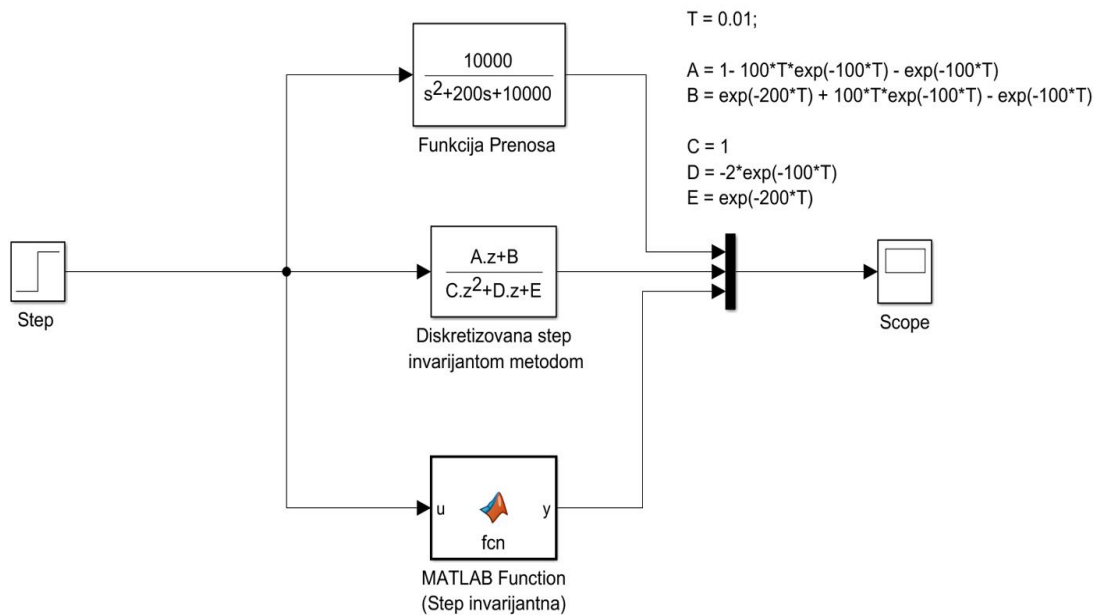 T = 0.01;
A = 1- 100*T*exp(-100*T) - exp(-100*T)
B = exp(-200*T) + 100*T*exp(-100*T) - exp(-100*T)
C = 1
D = -2*exp(-100*T)
E = exp(-200*T)
10000
s²+200s+10000
Funkcija Prenosa
Step
A.z+B
C.z²+D.z+E
Diskretizovana step
invarijantom metodom
Scope
u
y
fcn
MATLAB Function
(Step invarijantna)